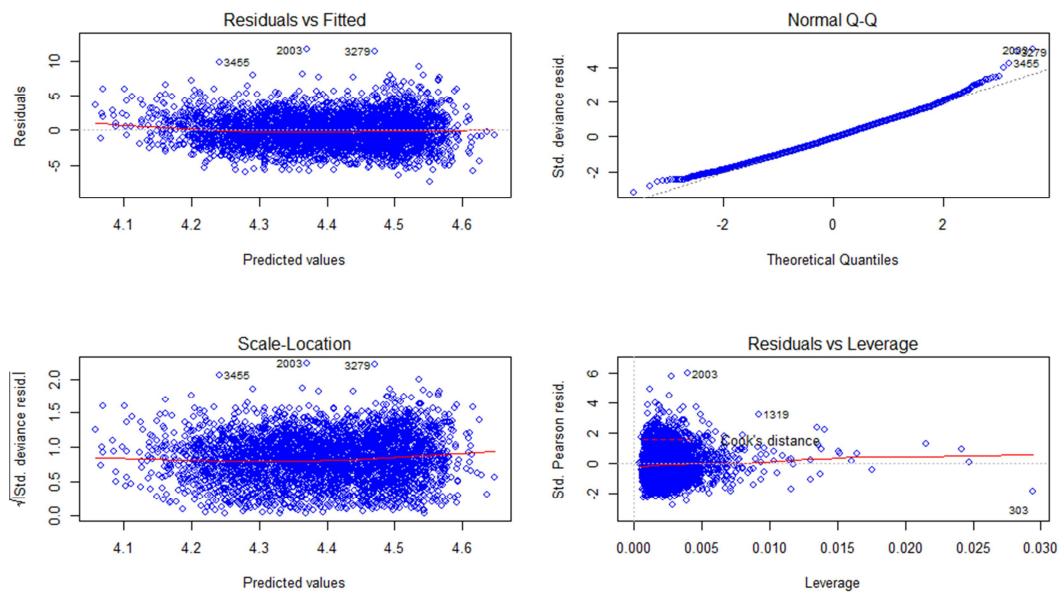 Residuals vs Fitted
Residuals
-5 0 5 10
2003
3279
3455
4.1 4.2 4.3 4.4 4.5 4.6
Predicted values
Normal Q-Q
Std. deviance resid.
-2 0 2 4
3279
3455
-2 0 2
Theoretical Quantiles
Scale-Location
√|Std. deviance resid.|
0.0 0.5 1.0 1.5 2.0
2003
3279
3455
4.1 4.2 4.3 4.4 4.5 4.6
Predicted values
Residuals vs Leverage
Std. Pearson resid.
-2 0 2 4 6
2003
1319
Cook's distance
303
0.000 0.005 0.010 0.015 0.020 0.025 0.030
Leverage